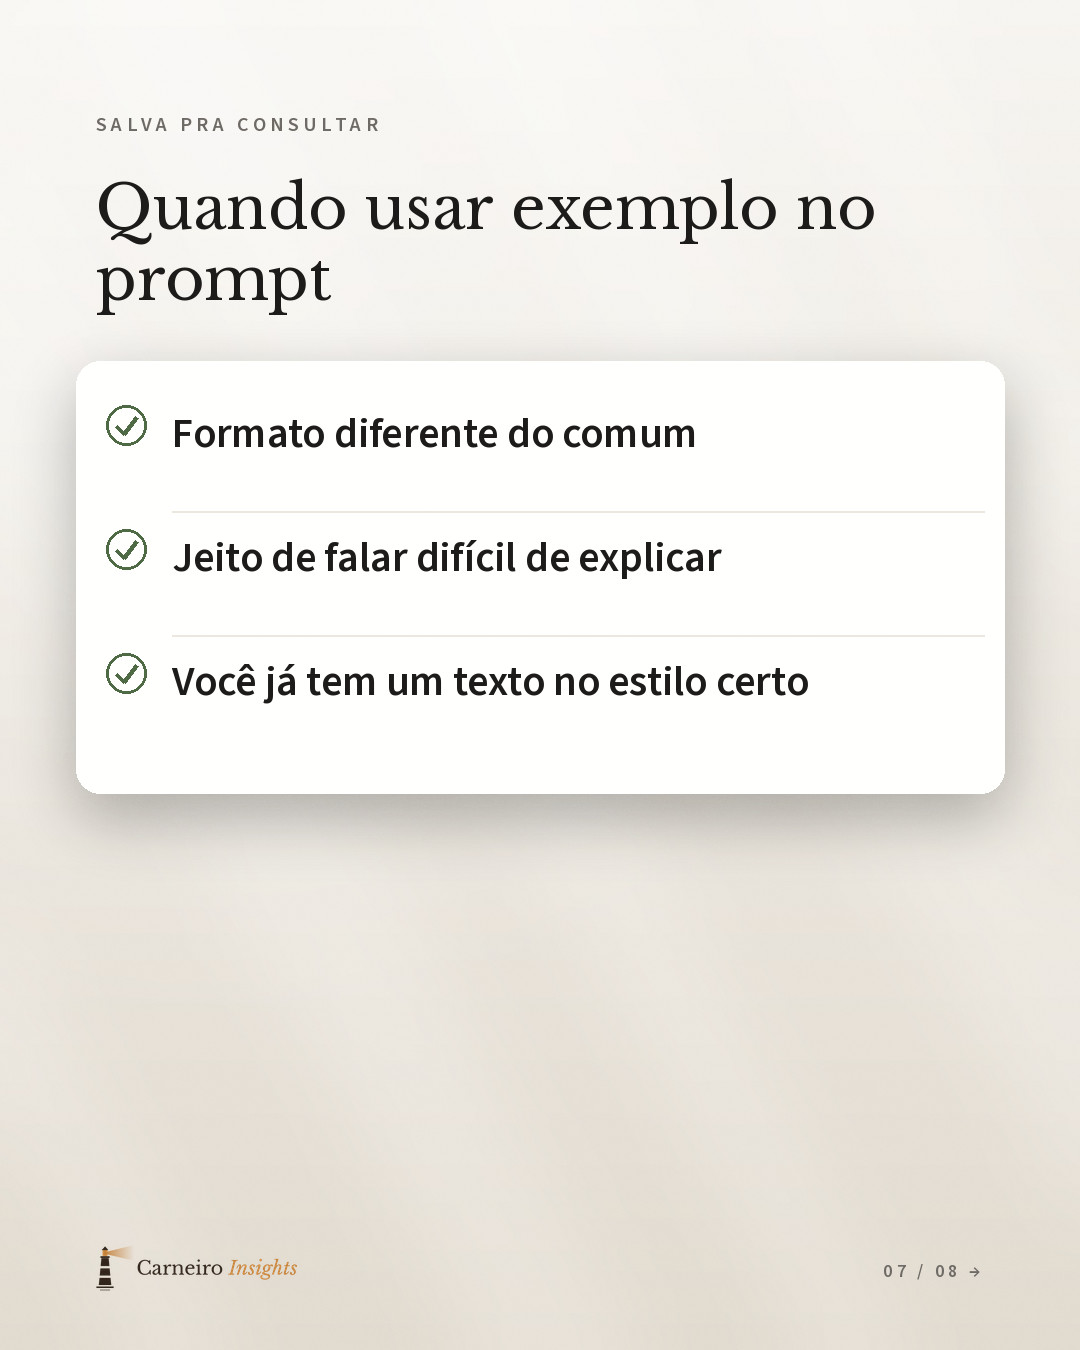 SALVA PRA CONSULTAR
Quando usar exemplo no
prompt
Formato diferente do comum
Jeito de falar difícil de explicar
Você já tem um texto no estilo certo
Carneiro Insights
07 / 08 →